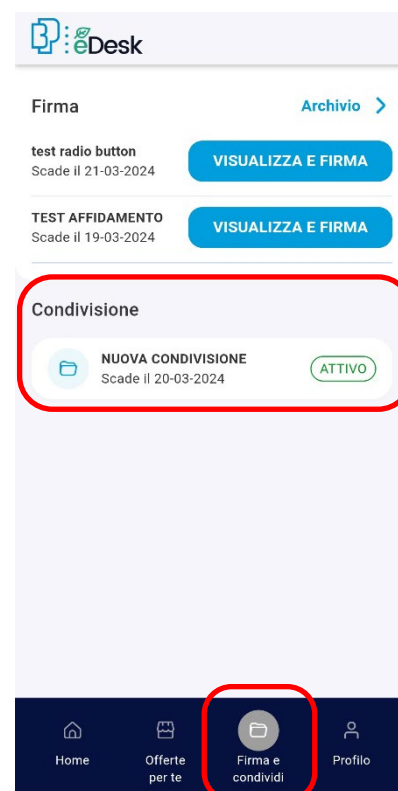 eDesk
Firma
Archivio
test radio button
Scade il 21-03-2024
VISUALIZZA E FIRMA
TEST AFFIDAMENTO
Scade il 19-03-2024
VISUALIZZA E FIRMA
Condivisione
NUOVA CONDIVISIONE
Scade il 20-03-2024
ATTIVO
Home
Offerte
per te
Firma e
condividi
Profilo